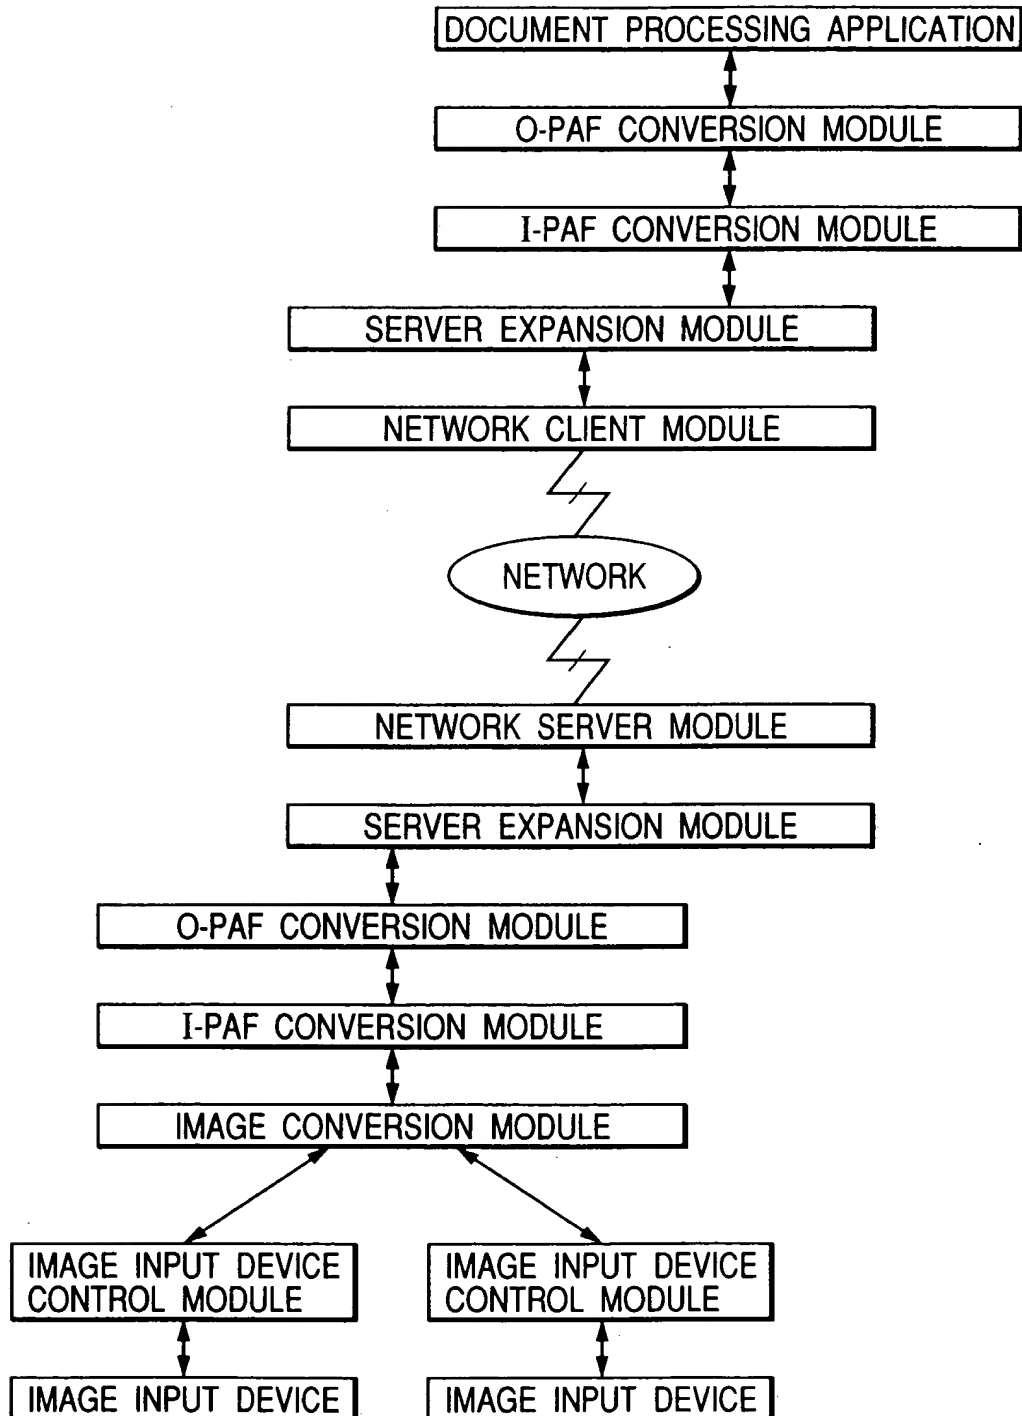 DOCUMENT PROCESSING APPLICATION
O-PAF CONVERSION MODULE
I-PAF CONVERSION MODULE
SERVER EXPANSION MODULE
NETWORK CLIENT MODULE
NETWORK
NETWORK SERVER MODULE
SERVER EXPANSION MODULE
O-PAF CONVERSION MODULE
I-PAF CONVERSION MODULE
IMAGE CONVERSION MODULE
IMAGE INPUT DEVICE
CONTROL MODULE
IMAGE INPUT DEVICE
CONTROL MODULE
IMAGE INPUT DEVICE
IMAGE INPUT DEVICE